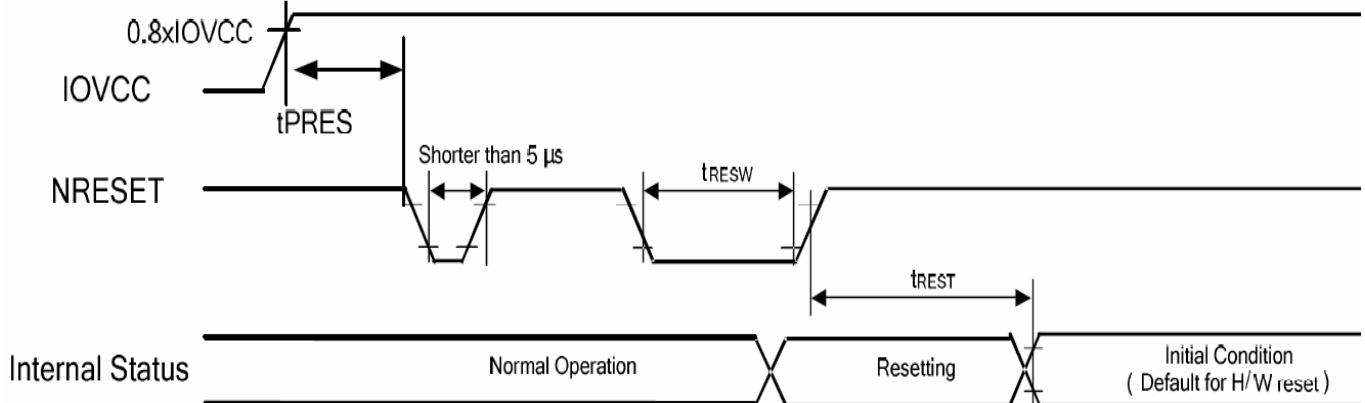 0.8xIOVCC
IOVCC
tPRES
Shorter than 5 μs
NRESET
tRESW
tREST
Internal Status
Normal Operation
Resetting
Initial Condition
( Default for H/W reset )